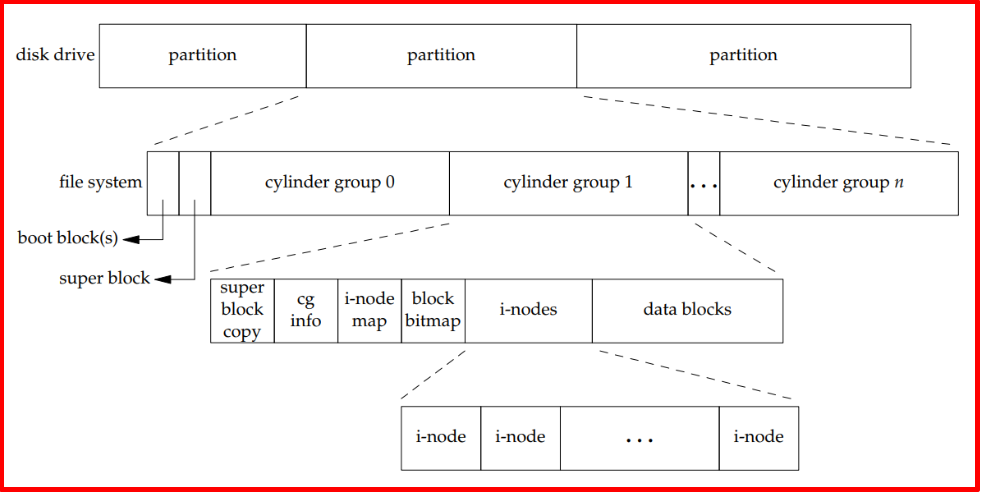 disk drive
partition
partition
partition
file system
cylinder group 0
cylinder group 1
...
cylinder group n
boot block(s)
super block
super
block
copy
cg
info
i-node
map
block
bitmap
i-nodes
data blocks
i-node
i-node
...
i-node